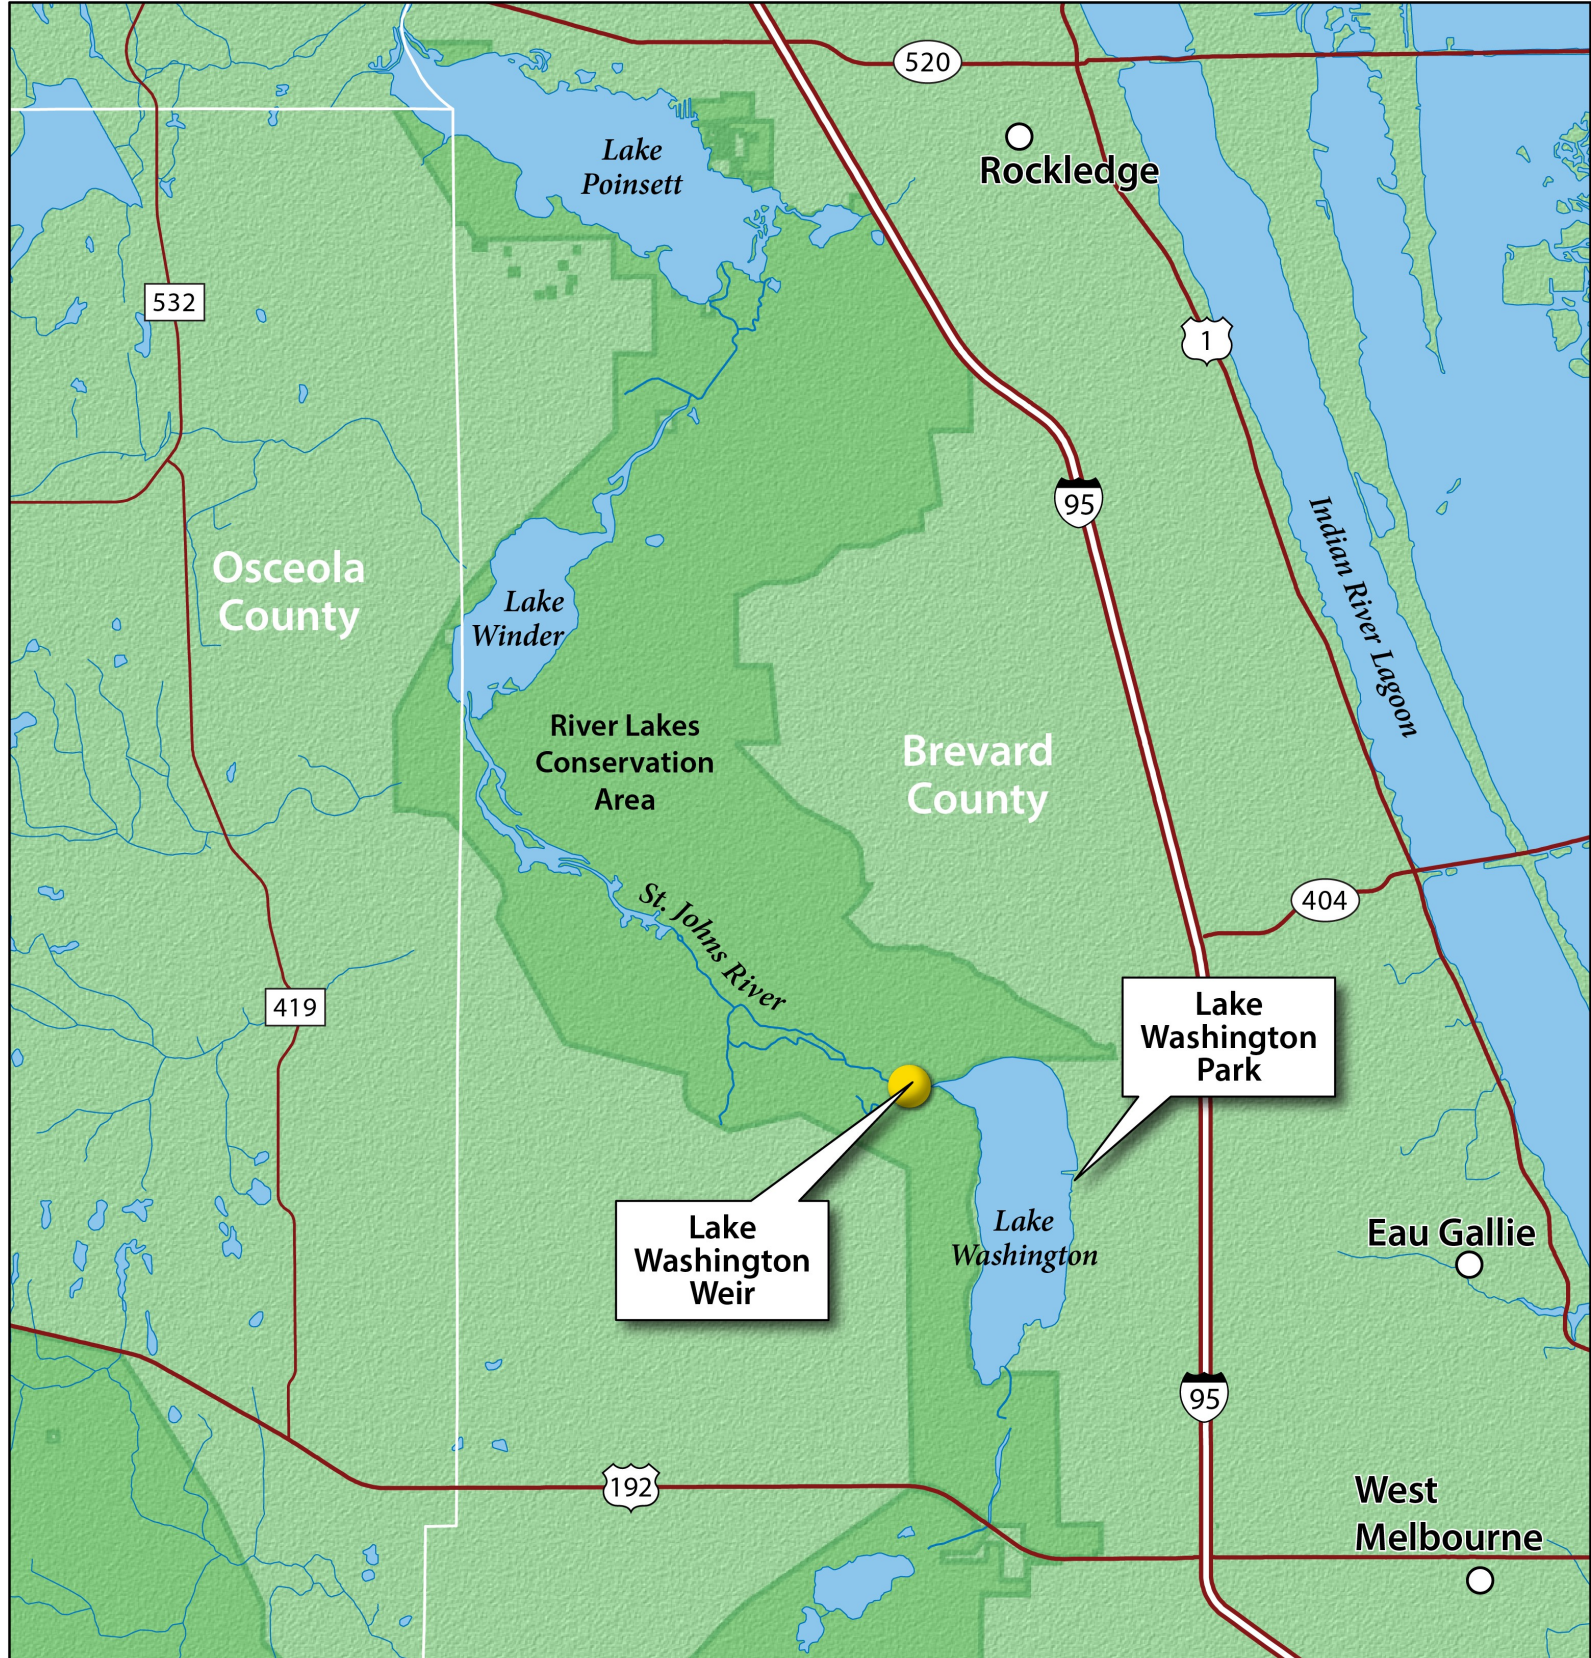 520
Rockledge
Lake
Poinsett
532
1
95
Indian River Lagoon
Osceola
County
Lake
Winder
River Lakes
Conservation
Area
Brevard
County
St. Johns River
404
419
Lake
Washington
Park
Lake
Washington
Weir
Lake
Washington
Eau Gallie
95
192
West
Melbourne